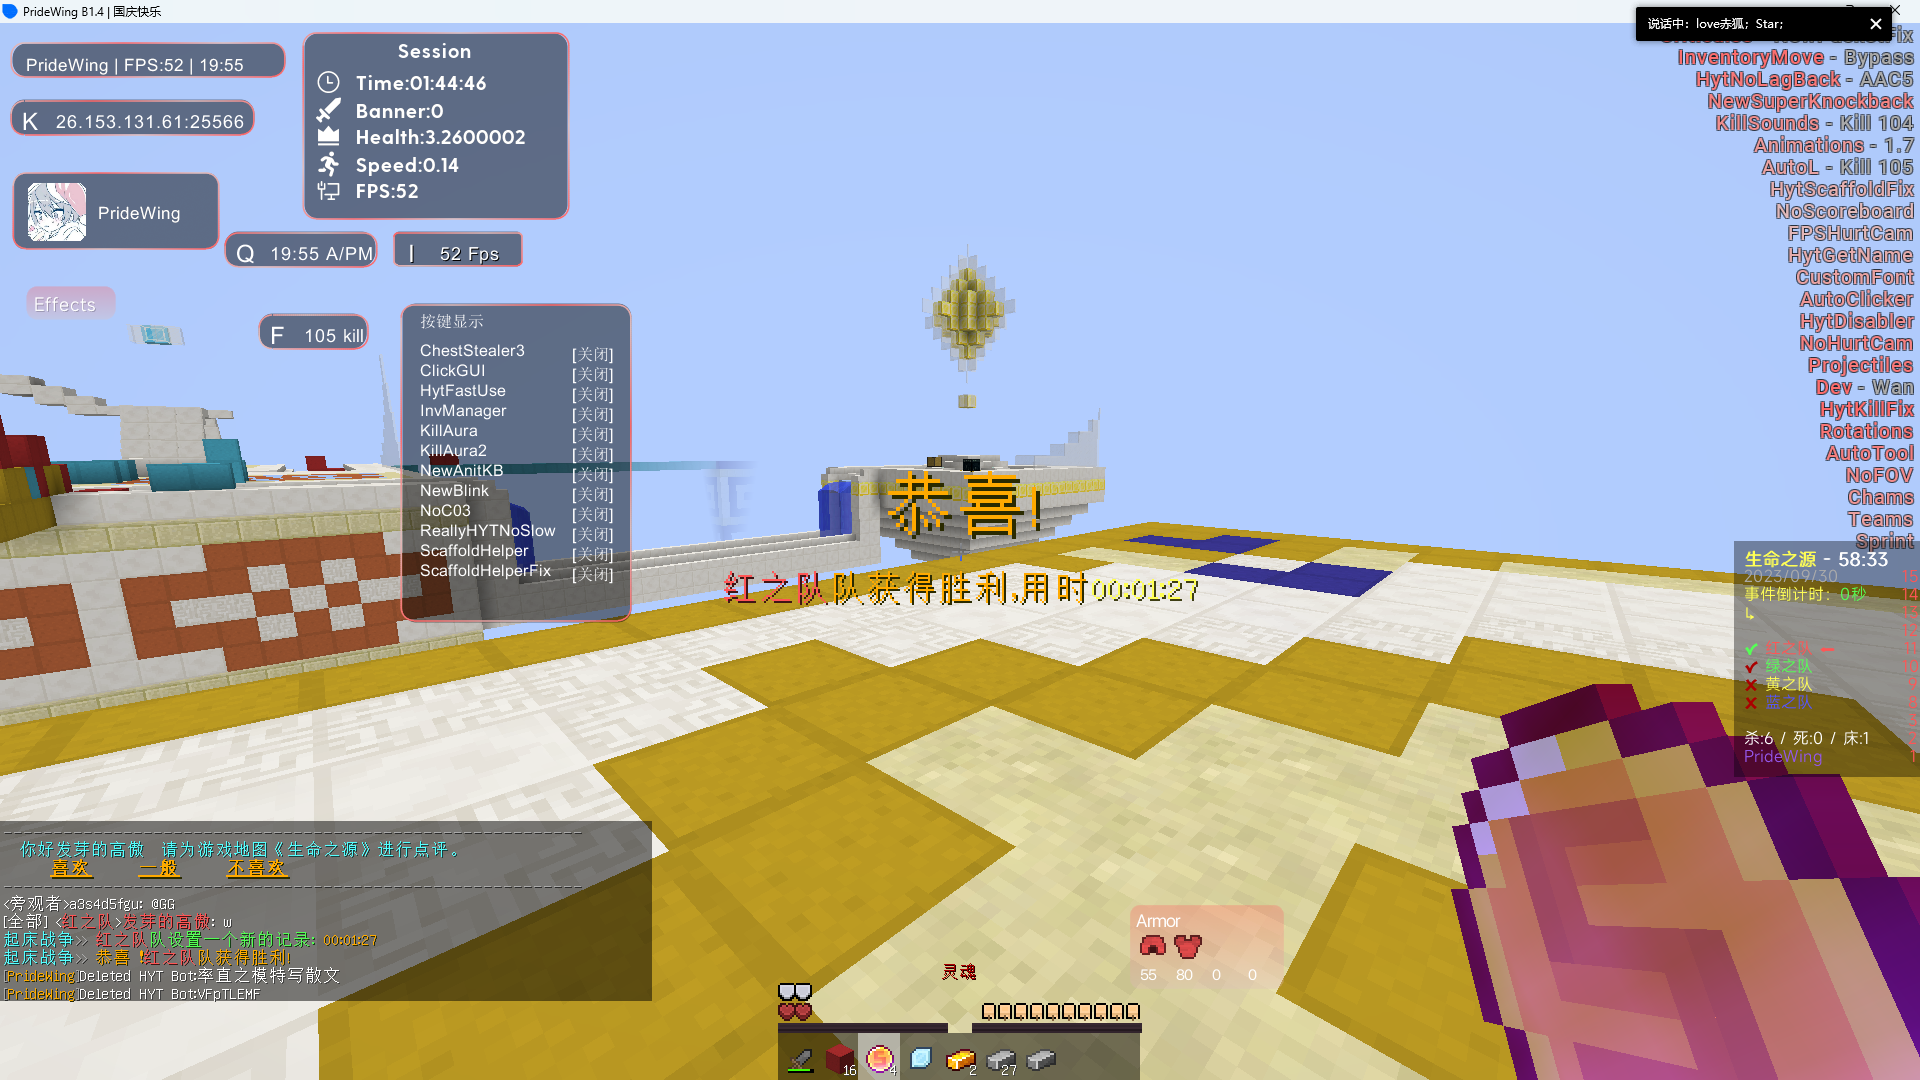 PrideWing B1.4 | 国庆快乐
说话中: love赤狐; Star;
PrideWing | FPS:52 | 19:55
K 26.153.131.61:25566
PrideWing
Session
Time:01:44:46
Banner:0
Health:3.2600002
Speed:0.14
FPS:52
Q 19:55 A/PM
I 52 Fps
Effects
F 105 kill
按键显示
ChestStealer3 [关闭]
ClickGUI [关闭]
HytFastUse [关闭]
InvManager [关闭]
KillAura [关闭]
KillAura2 [关闭]
NewAnitKB [关闭]
NewBlink [关闭]
NoC03 [关闭]
ReallyHYTNoSlow [关闭]
ScaffoldHelper [关闭]
ScaffoldHelperFix [关闭]
InventoryMove - Bypass
HytNoLagBack - AAC5
NewSuperKnockback
KillSounds - Kill 104
Animations - 1.7
AutoL - Kill 105
HytScaffoldFix
NoScoreboard
FPSHurtCam
HytGetName
CustomFont
AutoClicker
HytDisabler
NoHurtCam
Projectiles
Dev - Wan
HytKillFix
Rotations
AutoTool
NoFOV
Chams
Teams
Sprint
恭喜!
红之队队获得胜利,用时00:01:27
生命之源 - 58:33
2023/09/30 15
事件倒计时: 0秒 14
13
12
红之队 11
绿之队 10
黄之队 9
蓝之队 8
杀:6 / 死:0 / 床:1
PrideWing 1
你好发芽的高傲 请为游戏地图《生命之源》进行点评。
喜欢 一般 不喜欢
<旁观者>a3s4d5fgu: @GG
[全部] <红之队>发芽的高傲: w
起床战争>> 红之队队设置一个新的记录: 00:01:27
起床战争>> 恭喜 !红之队队获得胜利!
[PrideWing]Deleted HYT Bot:率直之模特写散文
[PrideWing]Deleted HYT Bot:VFpTLEMF
Armor
55 80 0 0
灵魂
16 4 2 27